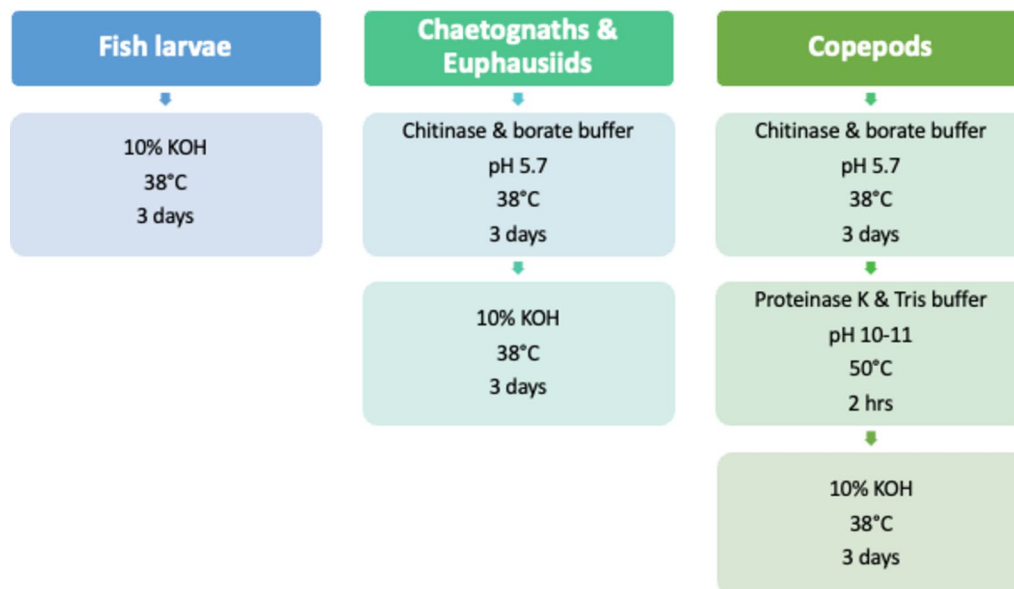 Fish larvae
10% KOH
38°C
3 days
Chaetognaths &
Euphausiids
Chitinase & borate buffer
pH 5.7
38°C
3 days
10% KOH
38°C
3 days
Copepods
Chitinase & borate buffer
pH 5.7
38°C
3 days
Proteinase K & Tris buffer
pH 10-11
50°C
2 hrs
10% KOH
38°C
3 days